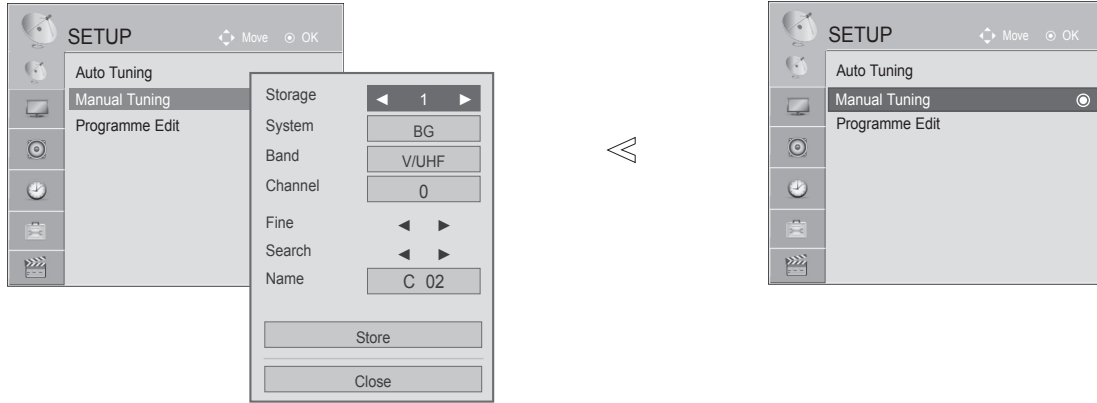 SETUP Move OK
Auto Tuning
Manual Tuning
Programme Edit
Storage ◄ 1 ►
System BG
Band V/UHF
Channel 0
Fine ◄ ►
Search ◄ ►
Name C 02
Store
Close
SETUP Move OK
Auto Tuning
Manual Tuning
Programme Edit